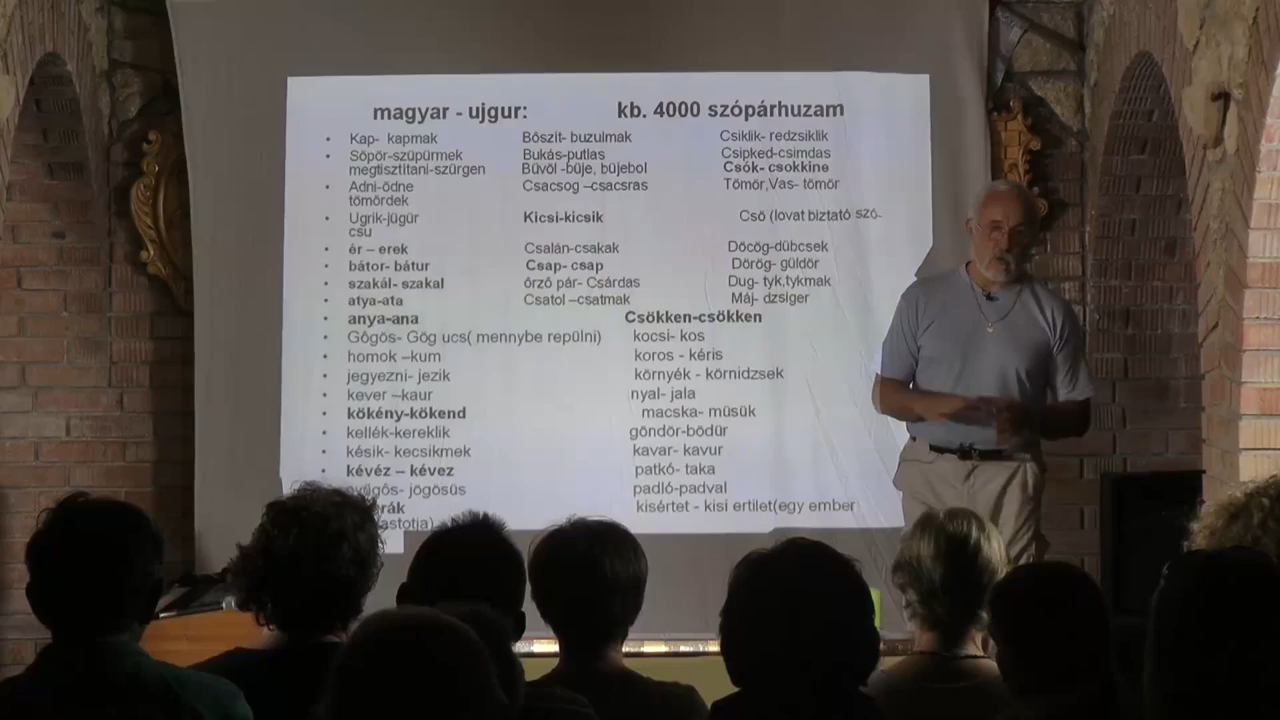 magyar - ujgur: kb. 4000 szópárhuzam
• Kap- kapmak Bőszít- buzulmak Csiklik- redzsiklik
• Söpör-szüpürmek Bukás-putlas Csipked-csimdas
megtisztítani-szürgen Bűvöl -büje, büjebol Csók- csokkine
• Adni-ödne Csacsog –csacsras Tömör,Vas- tömör
tömördek
• Ugrik-jügür Kicsi-kicsik Cső (lovat biztató szó-
csu
• ér – erek Csalán-csakak Döcög-dübcsek
• bátor- bátur Csap- csap Dörög- güldör
• szakál- szakal őrző pár- Csárdas Dug- tyk,tykmak
• atya-ata Csatol –csatmak Máj- dzsiger
• anya-ana Csökken-csökken
• Gőgös- Gög ucs( mennybe repülni) kocsi- kos
• homok –kum koros - kéris
• jegyezni- jezik környék - körnidzsek
• kever –kaur nyal- jala
• kökény-kökend macska- müsük
• kellék-kereklik göndör-bödür
• késik- kecsikmek kavar- kavur
• kévéz – kévez patkó- taka
• nyűgös- jögösüs padló-padval
kisértet - kisi ertilet(egy ember